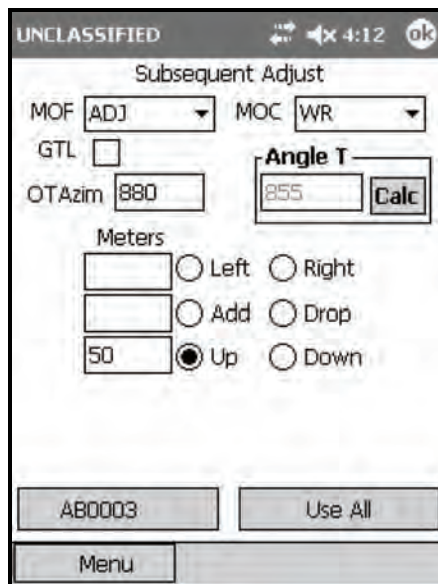 UNCLASSIFIED 4:12 ok
Subsequent Adjust
MOF ADJ MOC WR
GTL Angle T
OTAzim 880 855 Calc
Meters
Left Right
Add Drop
50 Up Down
AB0003 Use All
Menu